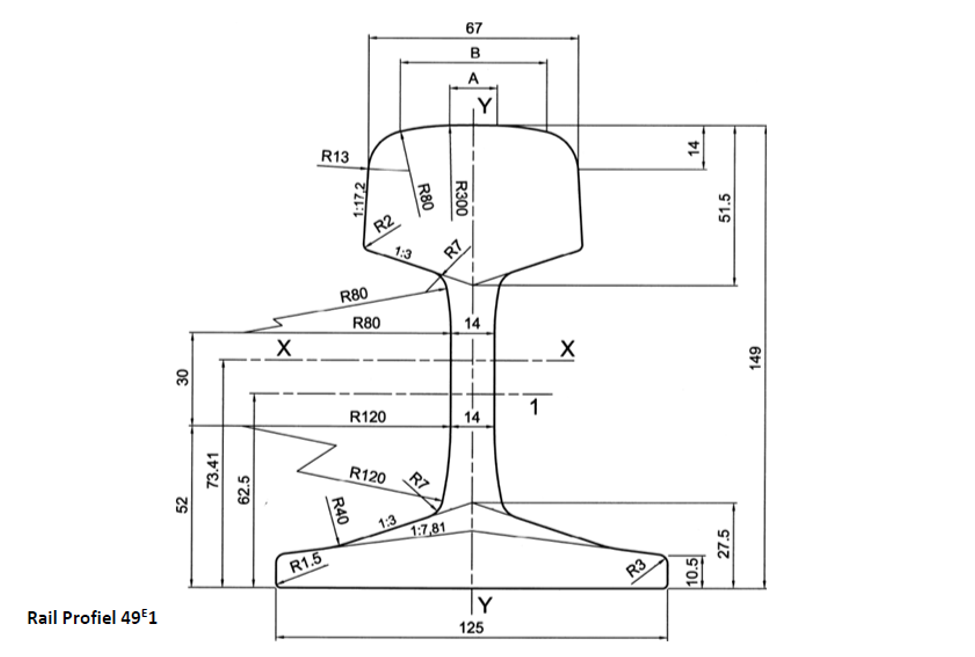 67
B
A
Y
R13
14
1:17,2
R80
R300
51.5
R2
1:3
R7
R80
R80
14
X
X
149
30
1
R120
14
73.41
62.5
52
R120
R7
R40
1:3
1:7,81
27.5
R1.5
R3
10.5
Rail Profiel 49ᴱ1
Y
125